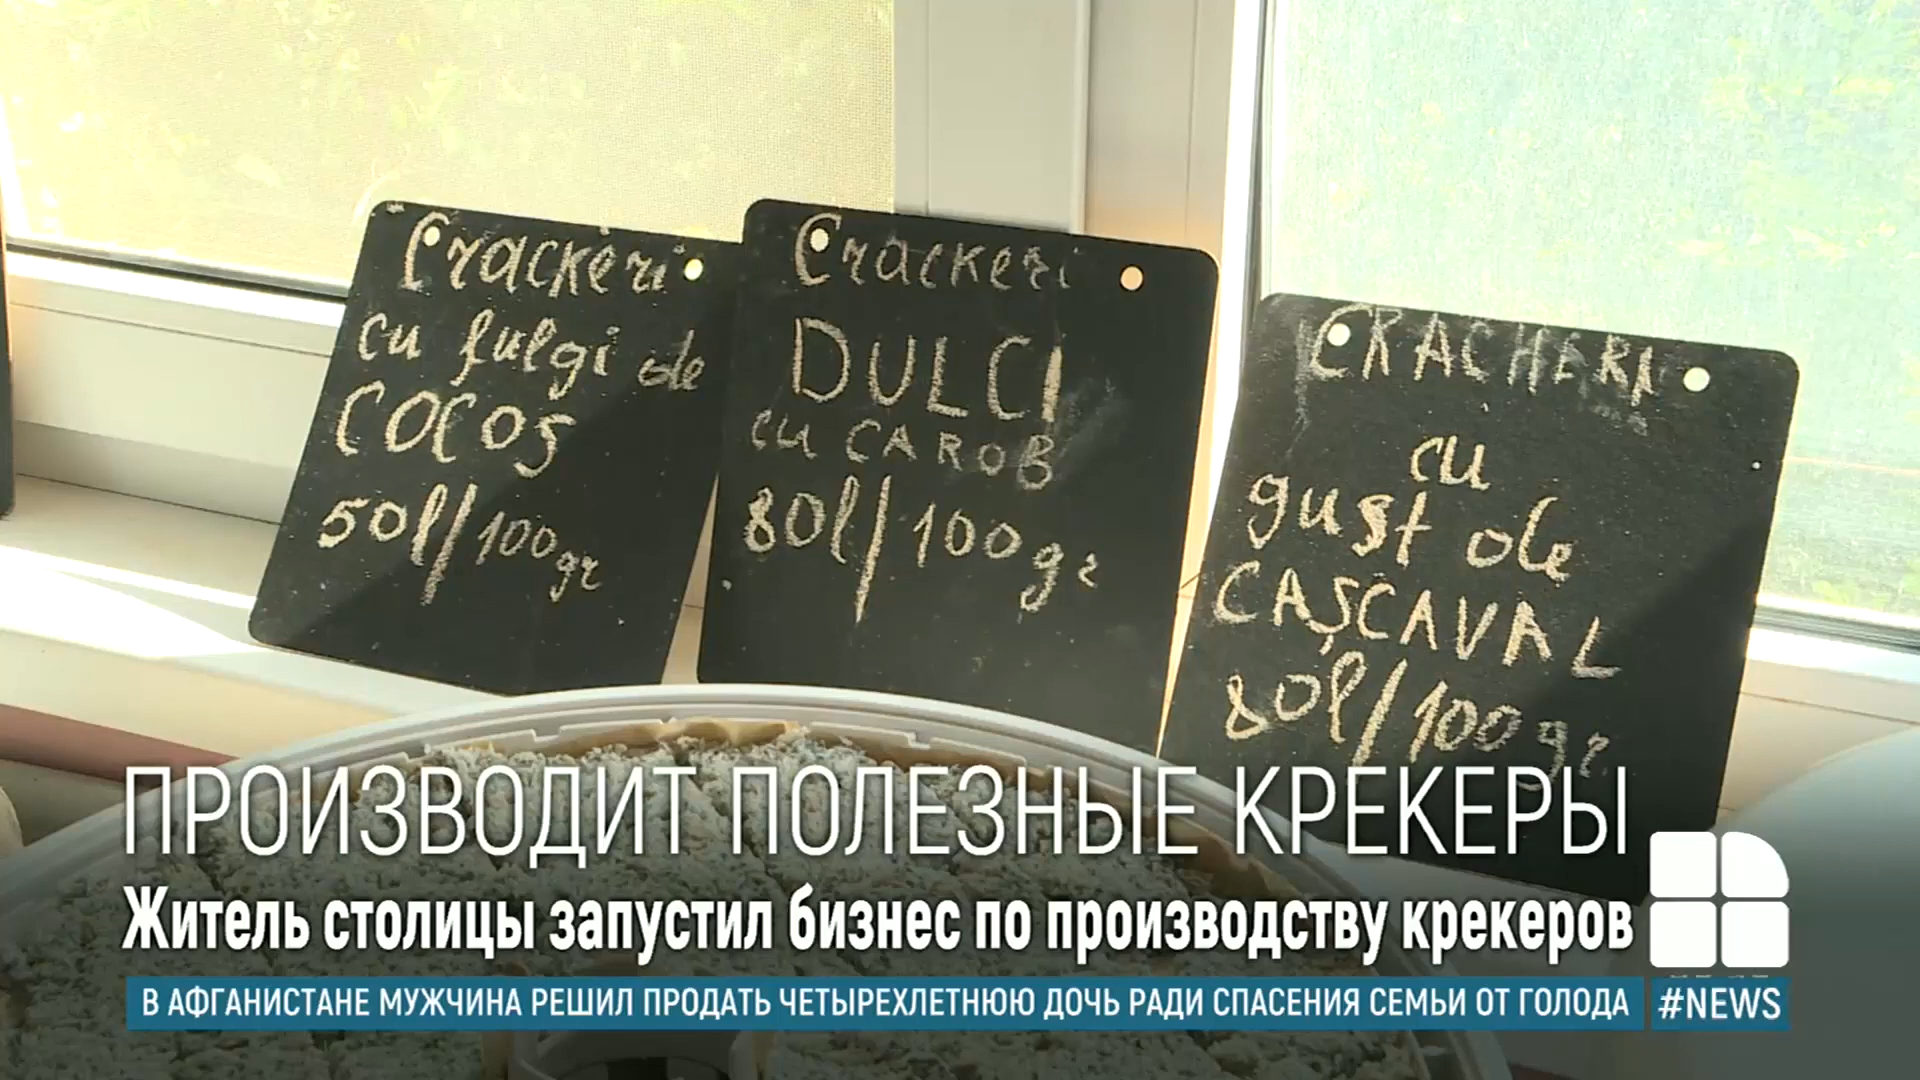 Crackeri
cu fulgi de
COCOS
50l/100gr
Crackeri
DULCI
cu CAROB
80l/100gr
CRACHERI
cu
gust de
CAȘCAVAL
80l/100gr.
ПРОИЗВОДИТ ПОЛЕЗНЫЕ КРЕКЕРЫ
Житель столицы запустил бизнес по производству крекеров
В АФГАНИСТАНЕ МУЖЧИНА РЕШИЛ ПРОДАТЬ ЧЕТЫРЕХЛЕТНЮЮ ДОЧЬ РАДИ СПАСЕНИЯ СЕМЬИ ОТ ГОЛОДА
#NEWS